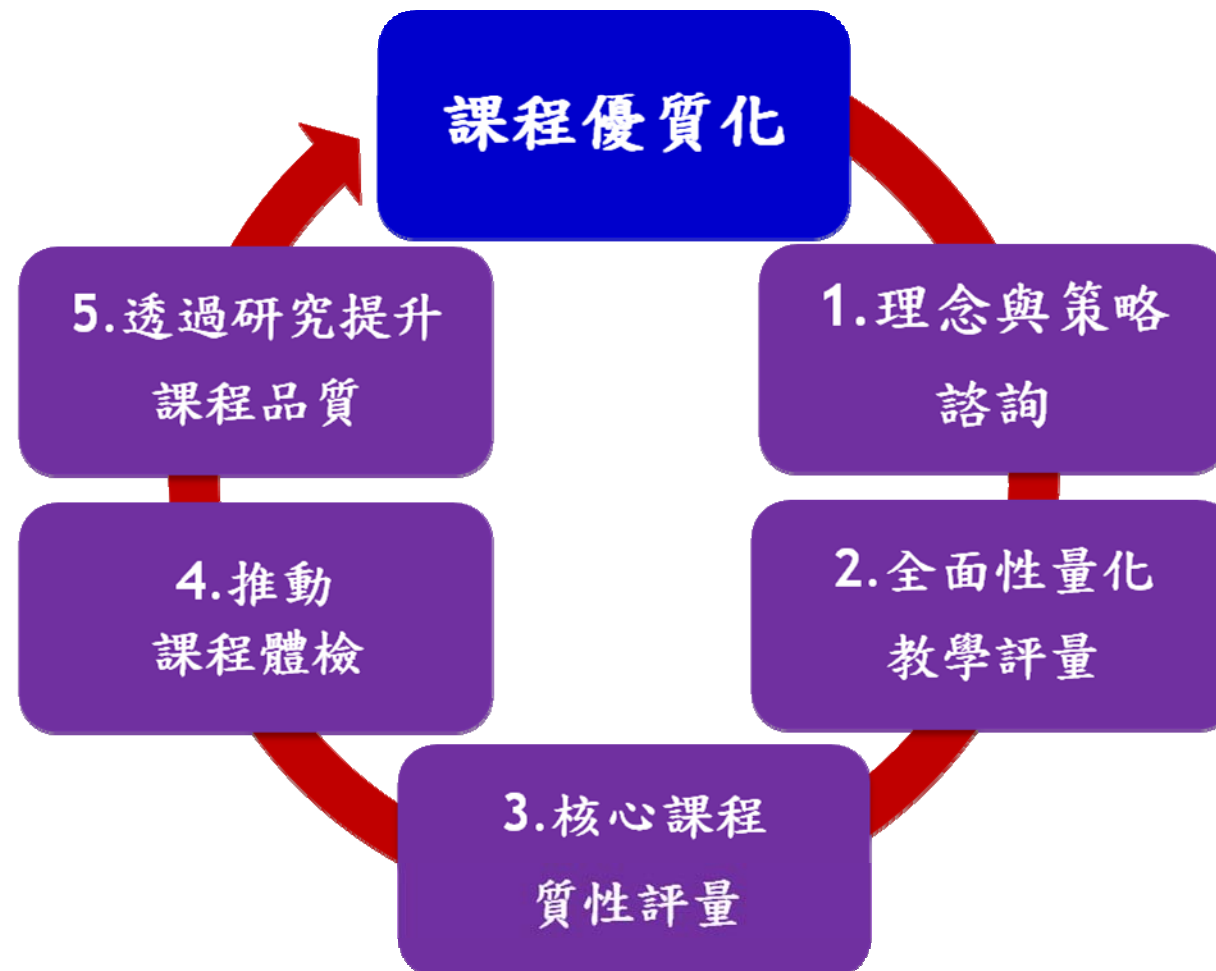 課程優質化
1.理念與策略
諮詢
2.全面性量化
教學評量
3.核心課程
質性評量
4.推動
課程體檢
5.透過研究提升
課程品質